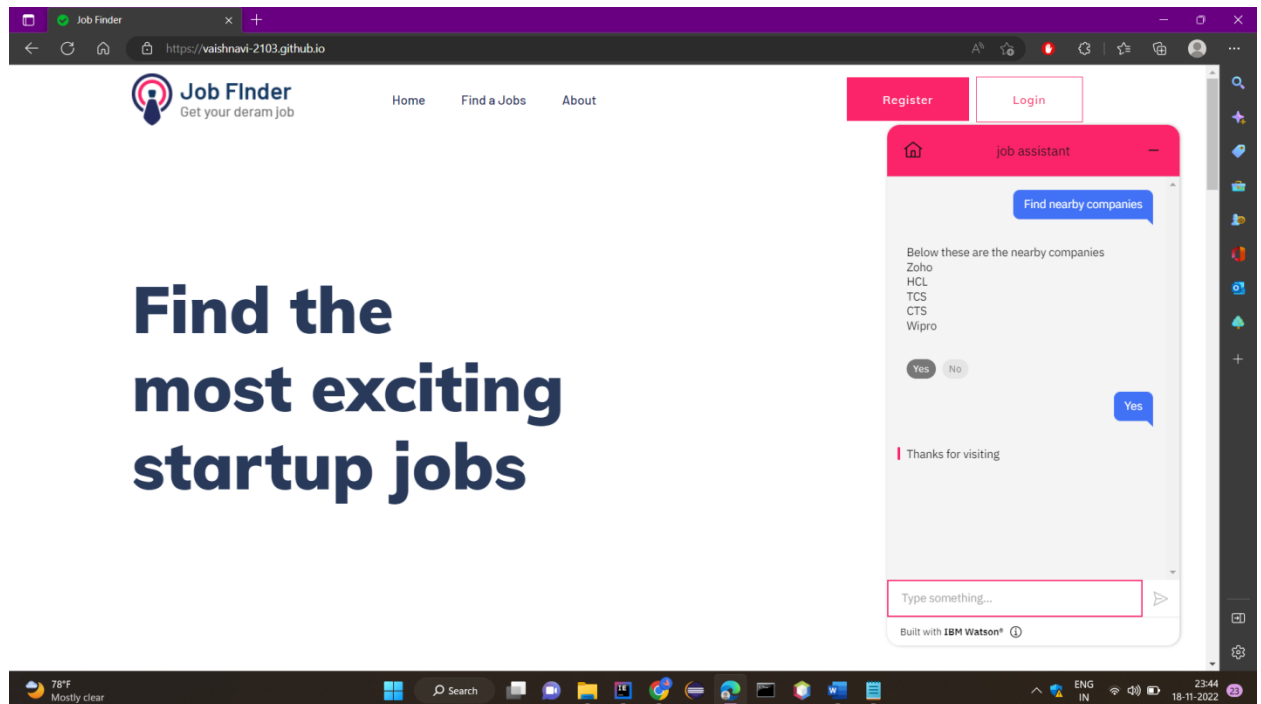 Job Finder
https://vaishnavi-2103.github.io
Job FInder
Get your deram job
Home
Find a Jobs
About
Register
Login
job assistant
Find nearby companies
Below these are the nearby companies
Zoho
HCL
TCS
CTS
Wipro
Yes
No
Yes
Thanks for visiting
Find the
most exciting
startup jobs
Type something...
Built with IBM Watson®
78°F
Mostly clear
Search
ENG
IN
23:44
18-11-2022
23